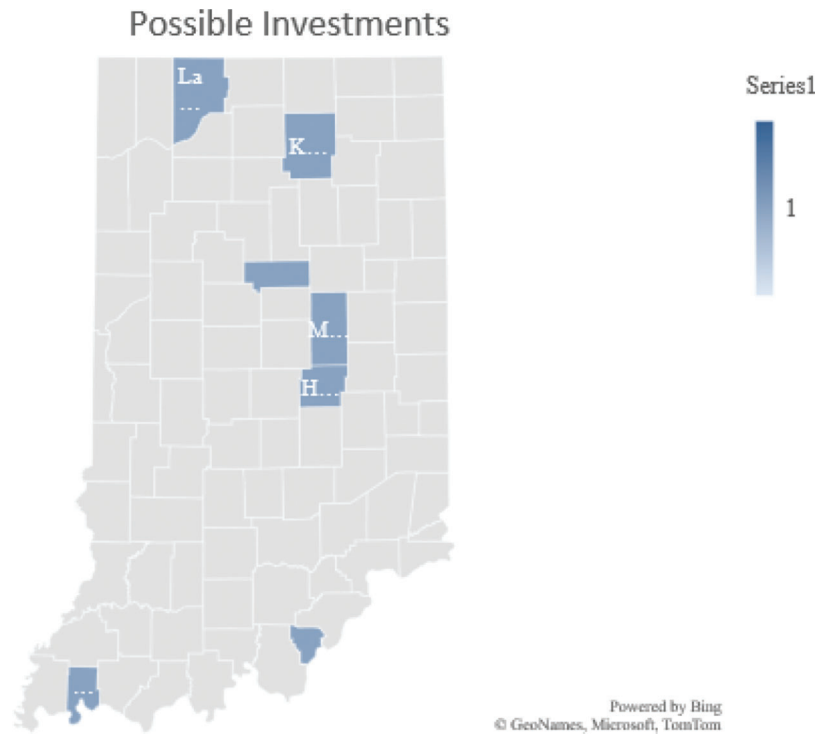 Possible Investments
La
...
Series1
K...
1
M...
H...
...
Powered by Bing
© GeoNames, Microsoft, TomTom